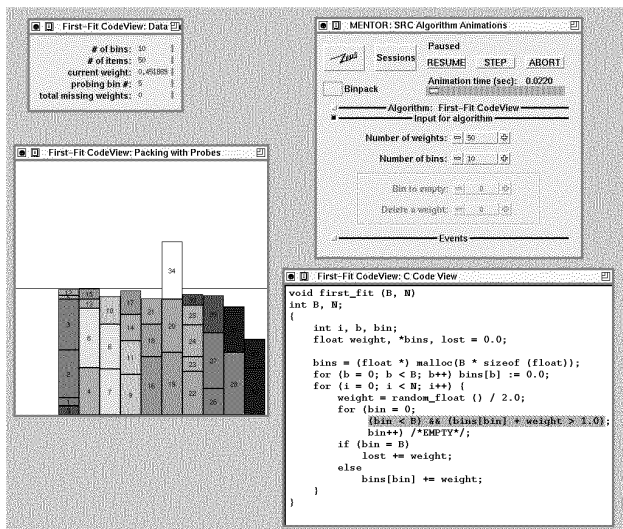 First-Fit CodeView: Data
# of bins: 10
# of items: 50
current weight: 0.451805
probing bin #: 5
total missing weights: 0
MENTOR: SRC Algorithm Animations
Zeus
Sessions
Paused
RESUME STEP ABORT
Animation time (sec): 0.0220
Binpack
Algorithm: First-Fit CodeView
Input for algorithm
Number of weights: 50
Number of bins: 10
Bin to empty: 0
Delete a weight: 0
Events
First-Fit CodeView: Packing with Probes
34
15
13
17
3
10
21
20
25
6
14
18
24
8
11
27
2
23
4
7
9
16
19
22
26
28
First-Fit CodeView: C Code View
void first_fit (B, N)
int B, N;
{
int i, b, bin;
float weight, *bins, lost = 0.0;
bins = (float *) malloc(B * sizeof (float));
for (b = 0; b < B; b++) bins[b] := 0.0;
for (i = 0; i < N; i++) {
weight = random_float () / 2.0;
for (bin = 0;
(bin < B) && (bins[bin] + weight > 1.0);
bin++) /*EMPTY*/;
if (bin = B)
lost += weight;
else
bins[bin] += weight;
}
}